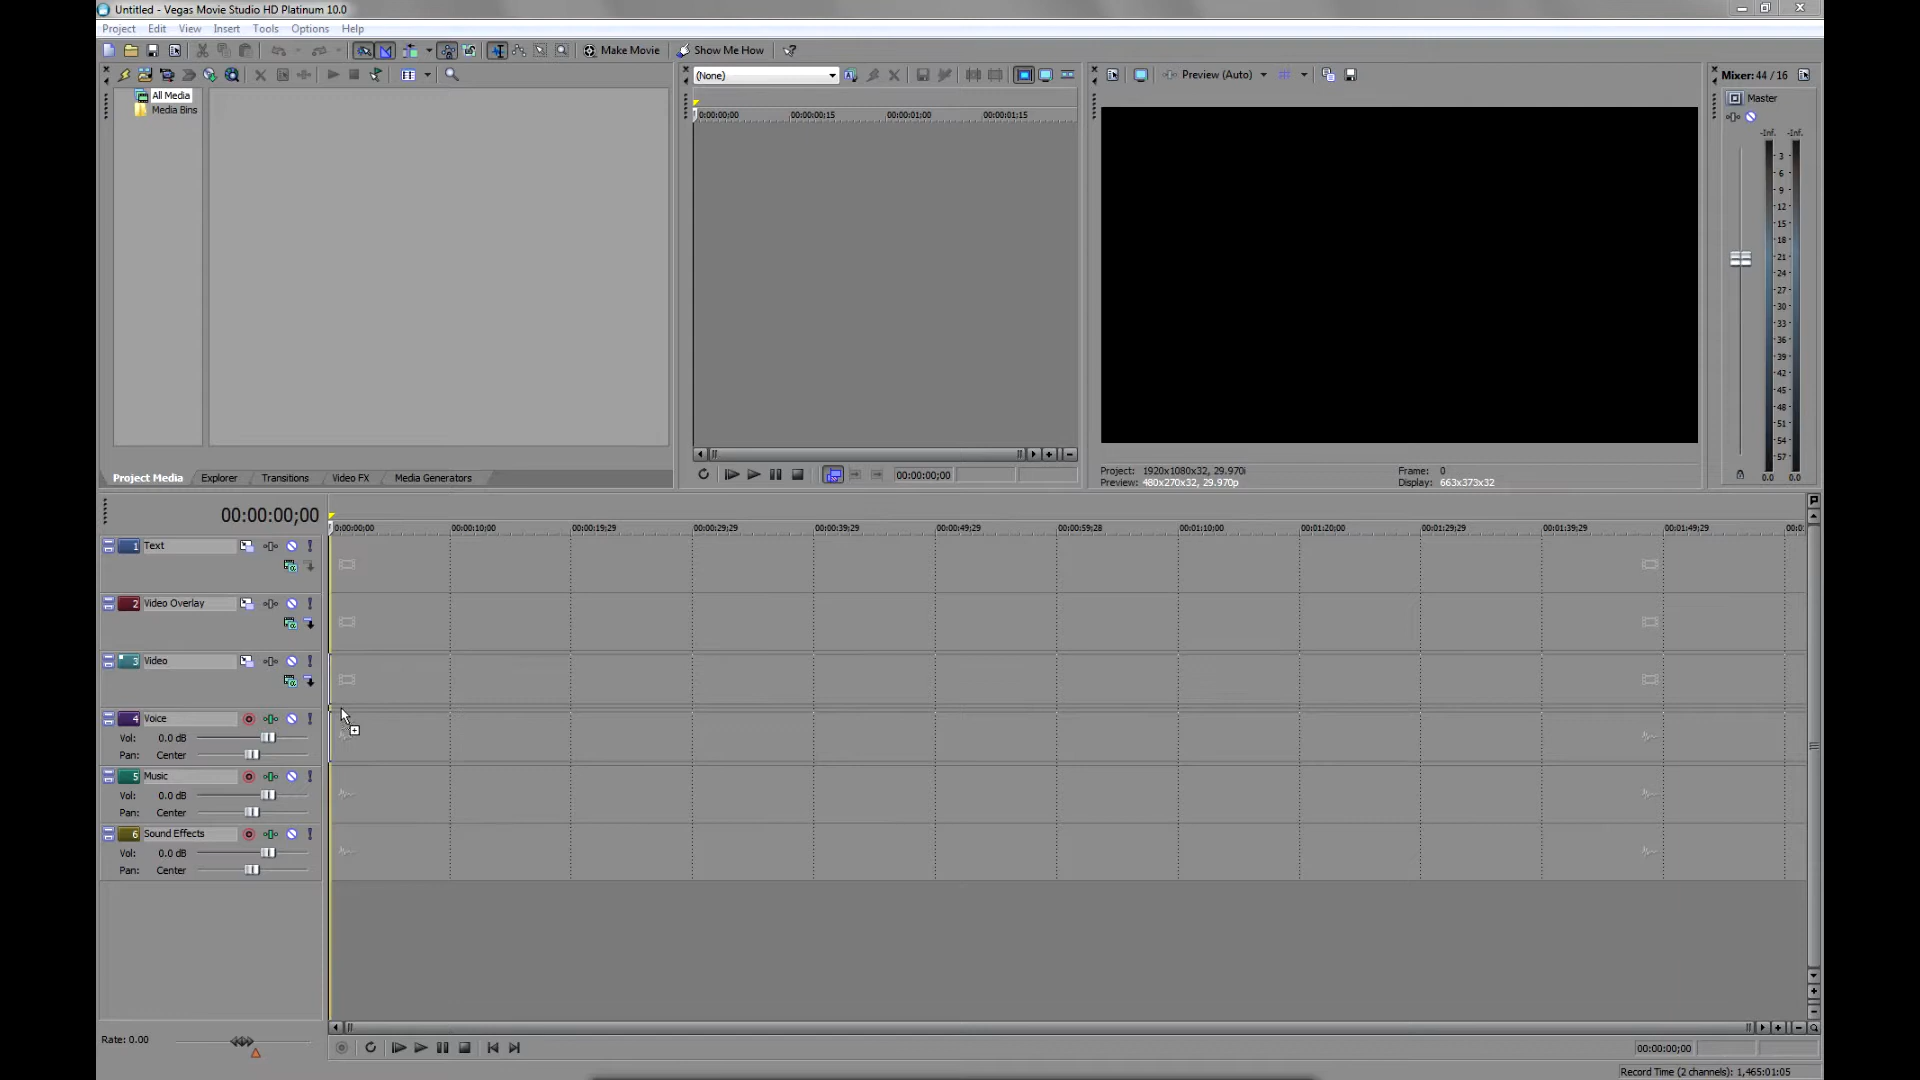 Untitled - Vegas Movie Studio HD Platinum 10.0
Project Edit View Insert Tools Options Help
Make Movie Show Me How
(None) Preview (Auto) Mixer: 44 / 16
All Media
Media Bins
Master
0:00:00;00 00:00:00;15 00:00:01;00 00:00:01;15
-Inf. -Inf.
3
6
9
12
15
18
21
24
27
30
33
36
39
42
45
48
51
54
57
0.0 0.0
Project: 1920x1080x32, 29.970i Frame: 0
Preview: 480x270x32, 29.970p Display: 663x373x32
Project Media Explorer Transitions Video FX Media Generators
00:00:00;00
00:00:00;00
0:00:00;00 00:00:10;00 00:00:19;29 00:00:29;29 00:00:39;29 00:00:49;29 00:00:59;28 00:01:10;00 00:01:20;00 00:01:29;29 00:01:39;29 00:01:49;29 00:0
1 Text
2 Video Overlay
3 Video
4 Voice
Vol: 0.0 dB
Pan: Center
5 Music
Vol: 0.0 dB
Pan: Center
6 Sound Effects
Vol: 0.0 dB
Pan: Center
Rate: 0.00
00:00:00;00
Record Time (2 channels): 1,465:01:05